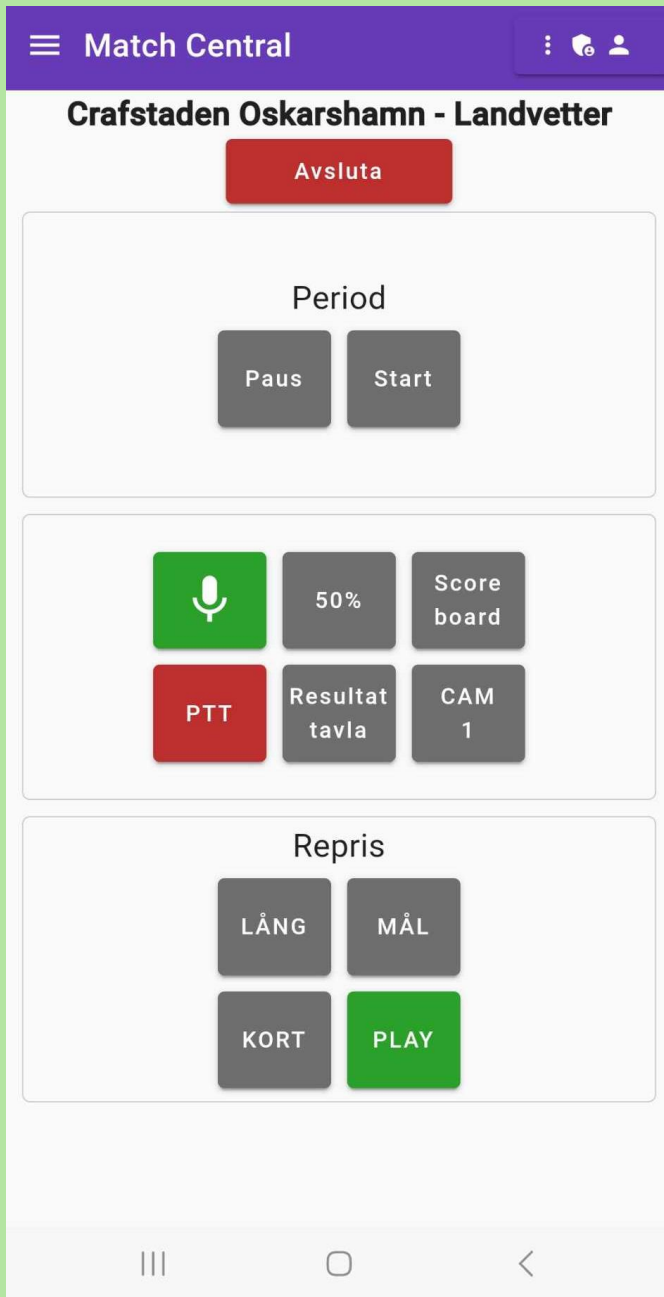 Match Central
Crafstaden Oskarshamn - Landvetter
Avsluta
Period
Paus
Start
50%
Score
board
PTT
Resultat
tavla
CAM
1
Repris
LÅNG
MÅL
KORT
PLAY